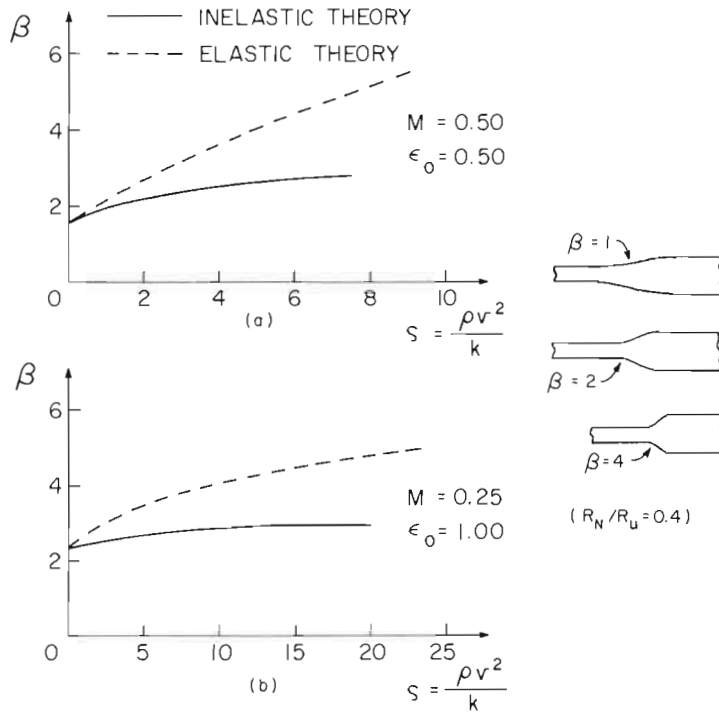 β
INELASTIC THEORY
ELASTIC THEORY
6
4
2
0
M = 0.50
ϵ₀ = 0.50
2 4 6 8 10
(a)
S = ρv²/k
β
6
4
2
0
M = 0.25
ϵ₀ = 1.00
5 10 15 20 25
(b)
S = ρv²/k
β = 1
β = 2
β = 4
(R_N/R_u = 0.4)